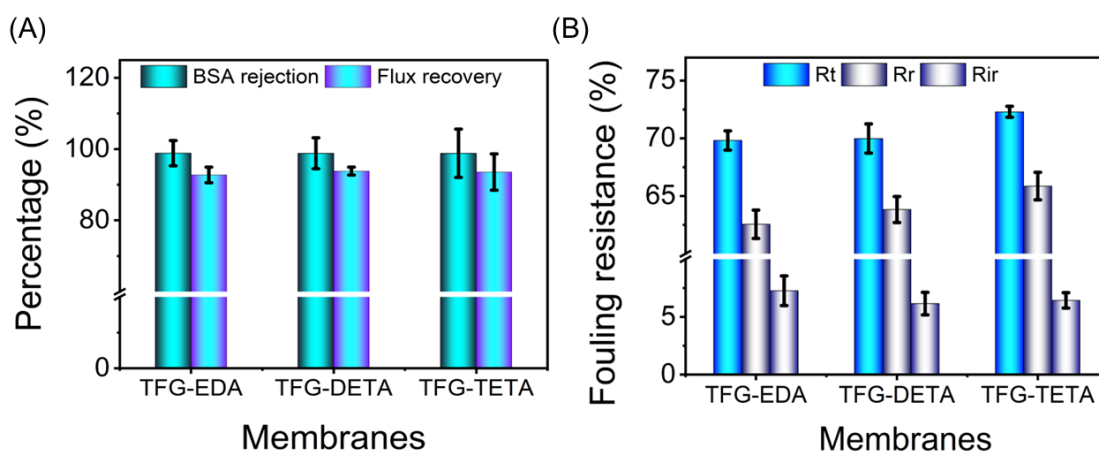 (A)
Percentage (%)
120
100
80
0
BSA rejection Flux recovery
TFG-EDA TFG-DETA TFG-TETA
Membranes
(B)
Fouling resistance (%)
75
70
65
5
0
Rt Rr Rir
TFG-EDA TFG-DETA TFG-TETA
Membranes